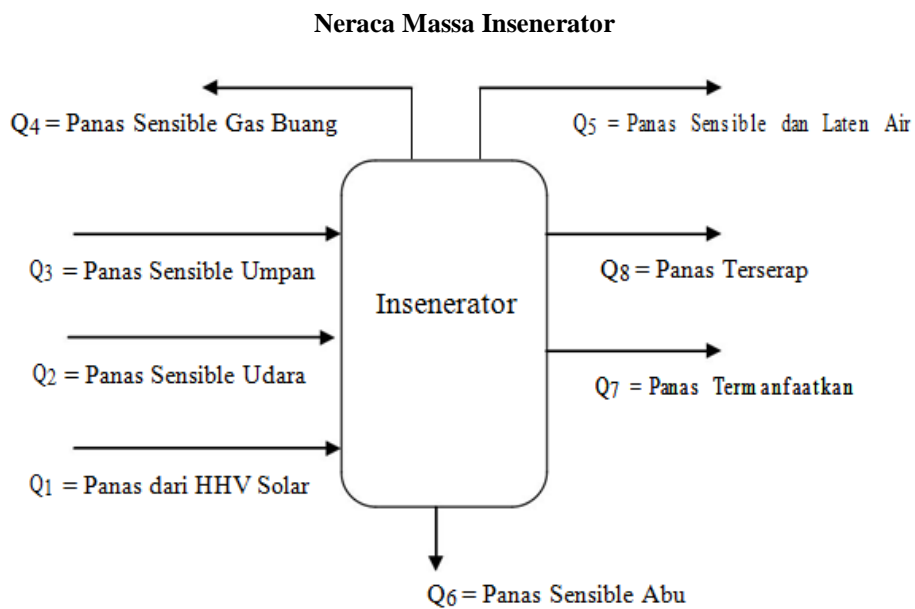 Neraca Massa Insenerator
Q4 = Panas Sensible Gas Buang
Q5 = Panas Sensible dan Laten Air
Q3 = Panas Sensible Umpan
Q8 = Panas Terserap
Insenerator
Q2 = Panas Sensible Udara
Q7 = Panas Termanfaatkan
Q1 = Panas dari HHV Solar
Q6 = Panas Sensible Abu